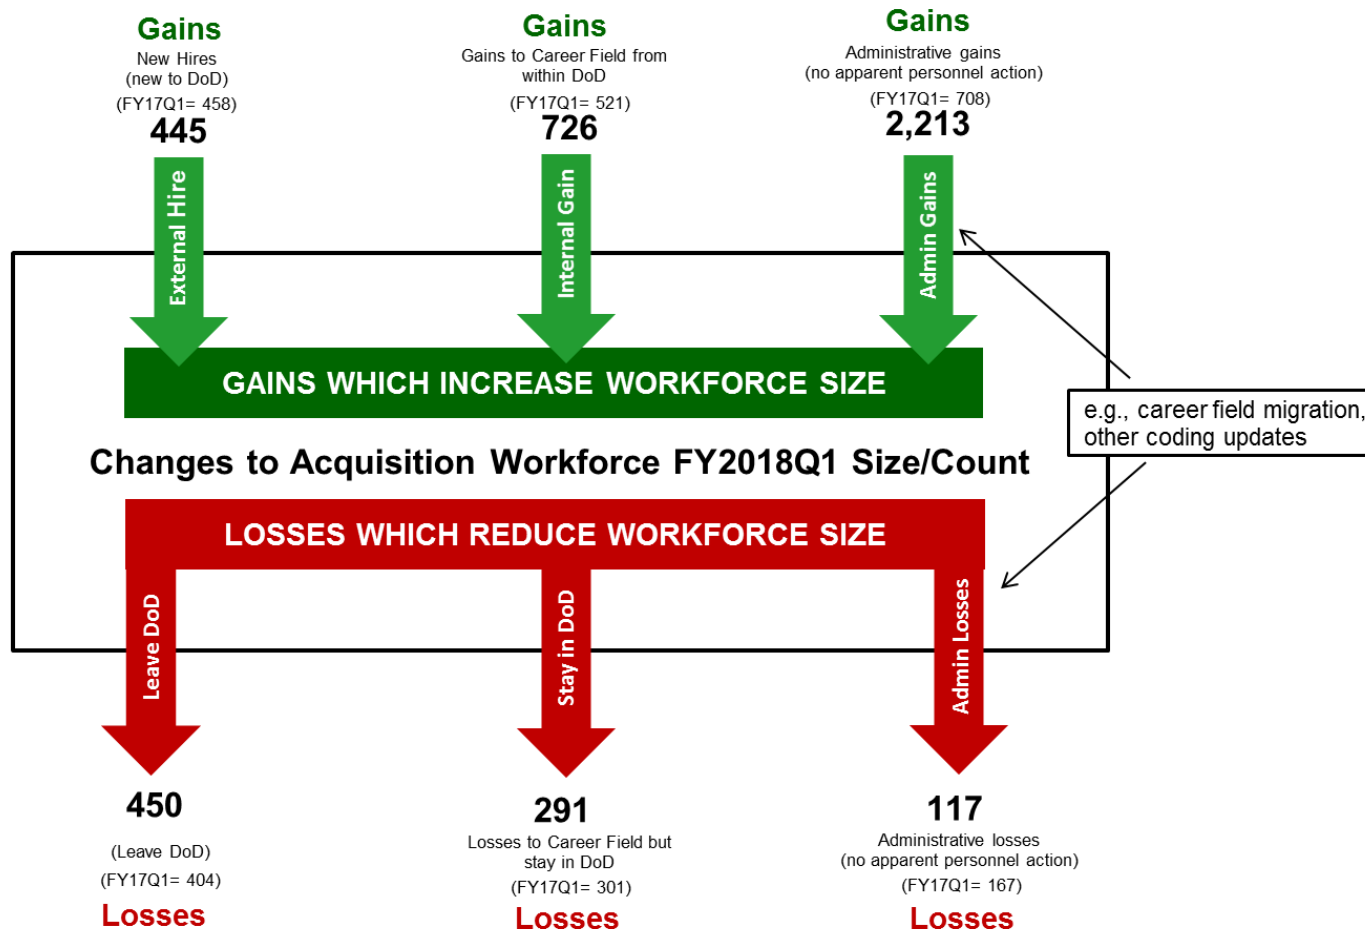 Gains
New Hires
(new to DoD)
(FY17Q1= 458)
445
External Hire
Gains
Gains to Career Field from
within DoD
(FY17Q1= 521)
726
Internal Gain
Gains
Administrative gains
(no apparent personnel action)
(FY17Q1= 708)
2,213
Admin Gains
GAINS WHICH INCREASE WORKFORCE SIZE
e.g., career field migration,
other coding updates
Changes to Acquisition Workforce FY2018Q1 Size/Count
LOSSES WHICH REDUCE WORKFORCE SIZE
Leave DoD
450
(Leave DoD)
(FY17Q1= 404)
Losses
Stay in DoD
291
Losses to Career Field but
stay in DoD
(FY17Q1= 301)
Losses
Admin Losses
117
Administrative losses
(no apparent personnel action)
(FY17Q1= 167)
Losses